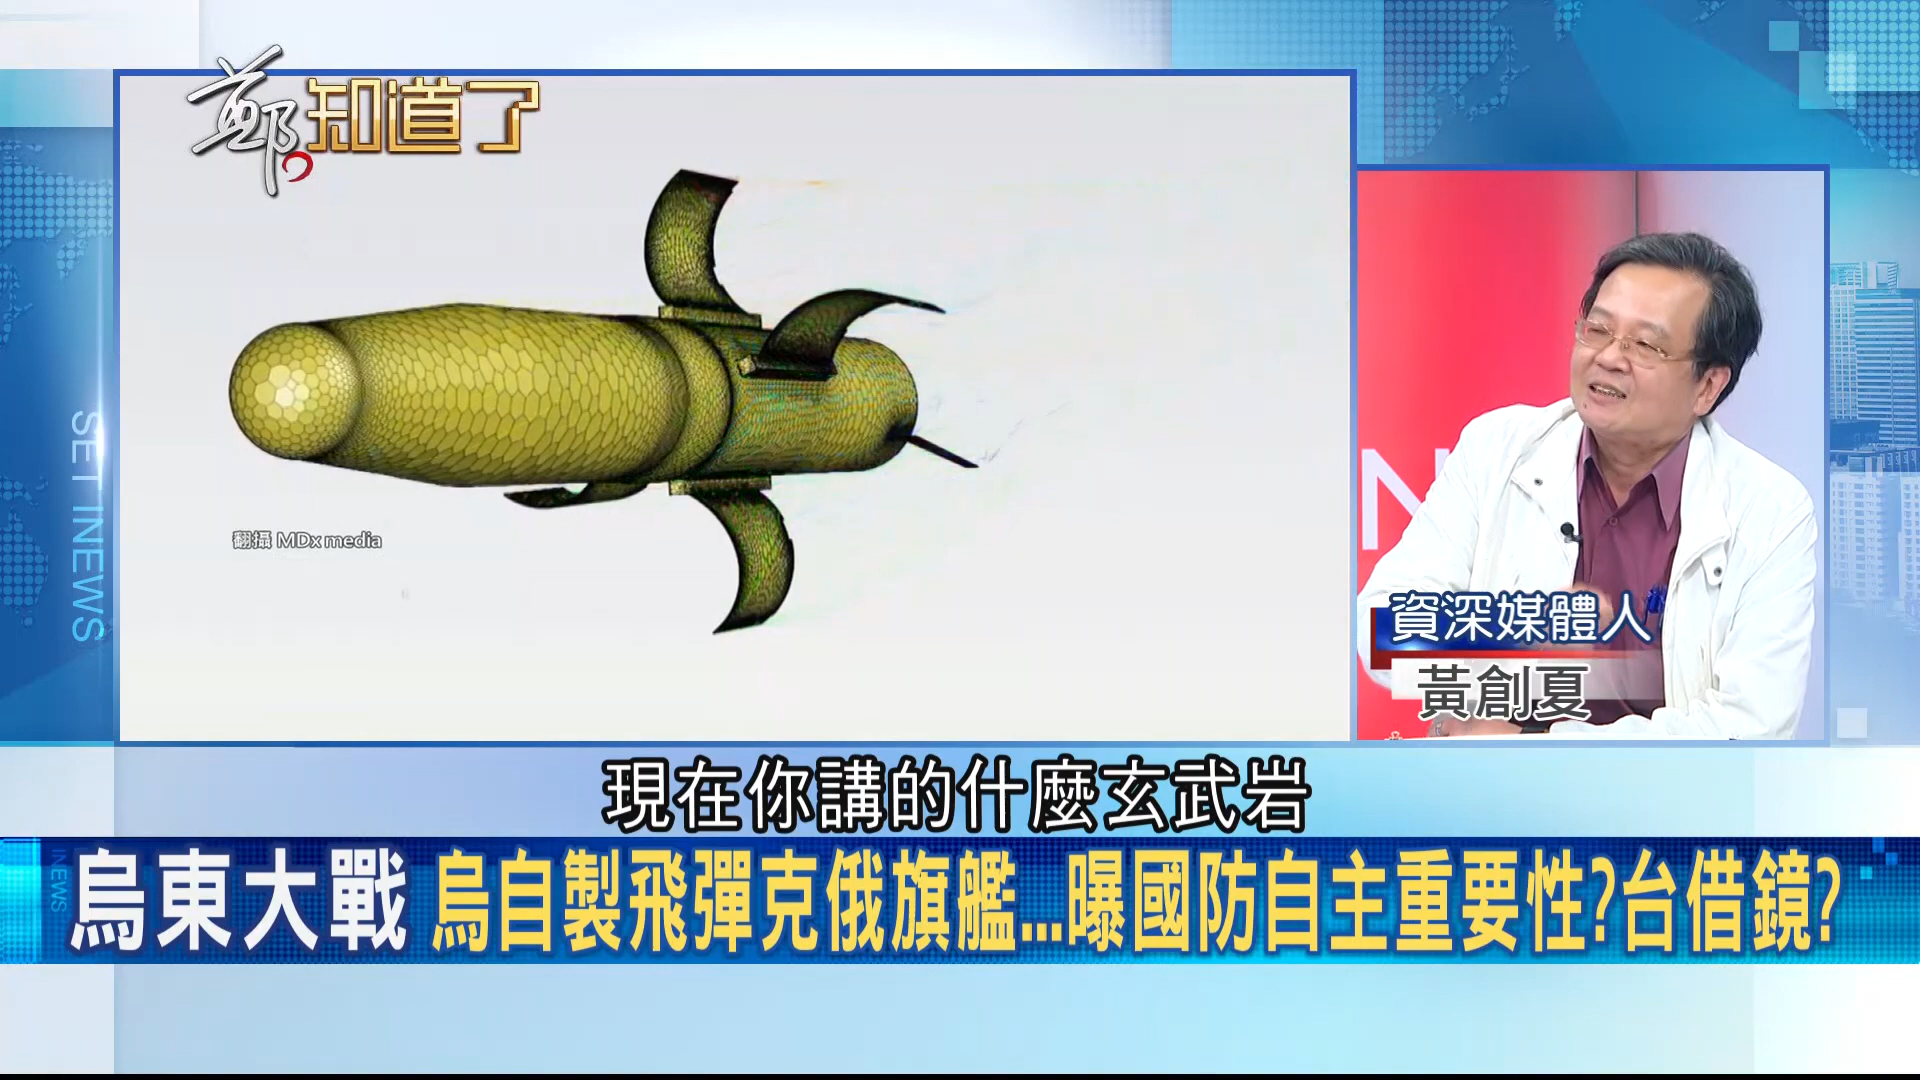 鄭知道了
SET INEWS
翻攝 MDx media
N
資深媒體人
黃創夏
現在你講的什麼玄武岩
INEWS
烏東大戰 烏自製飛彈克俄旗艦...曝國防自主重要性?台借鏡?